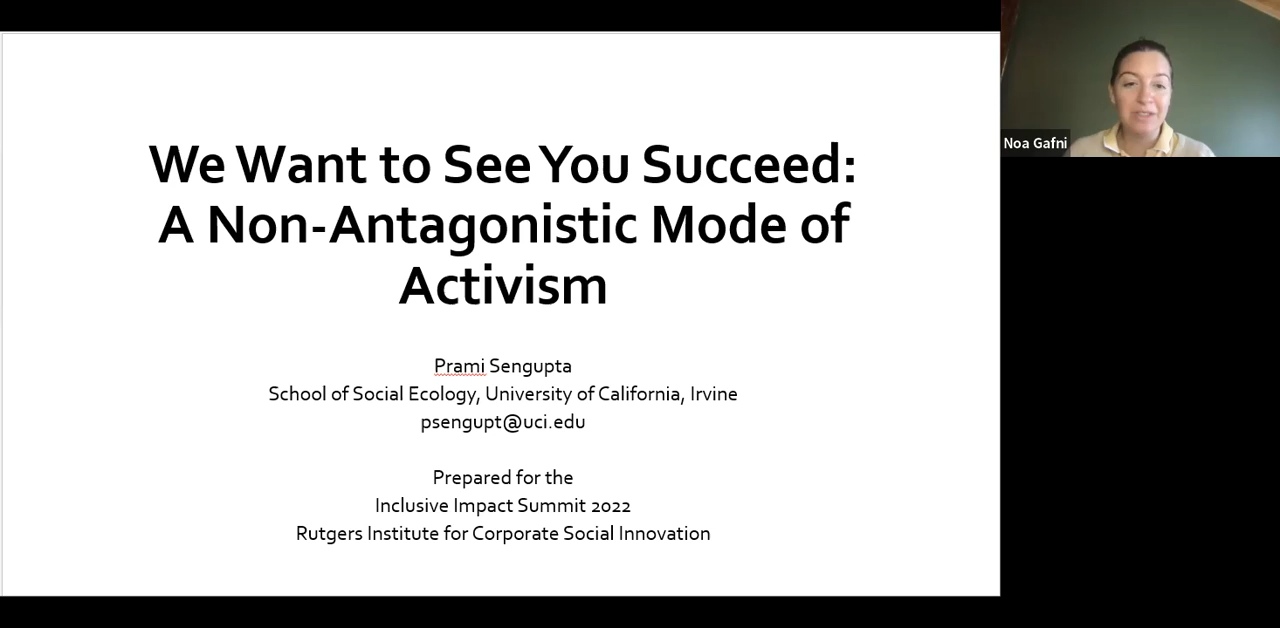 We Want to See You Succeed:
A Non-Antagonistic Mode of
Activism
Prami Sengupta
School of Social Ecology, University of California, Irvine
psengupt@uci.edu
Prepared for the
Inclusive Impact Summit 2022
Rutgers Institute for Corporate Social Innovation
Noa Gafni